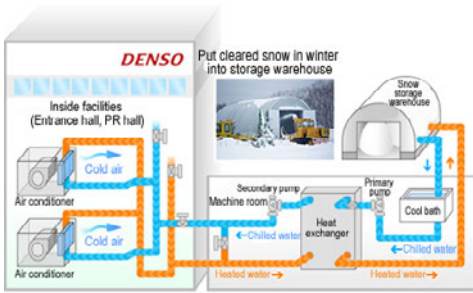 DENSO
Put cleared snow in winter
into storage warehouse
Snow
storage
warehouse
Inside facilities
(Entrance hall, PR hall)
Cold air
Air conditioner
Cold air
Air conditioner
Secondary pump
Machine room
Primary
pump
Heat
exchanger
Cool bath
←Chilled water
←Chilled water
Heated water→
Heated water→